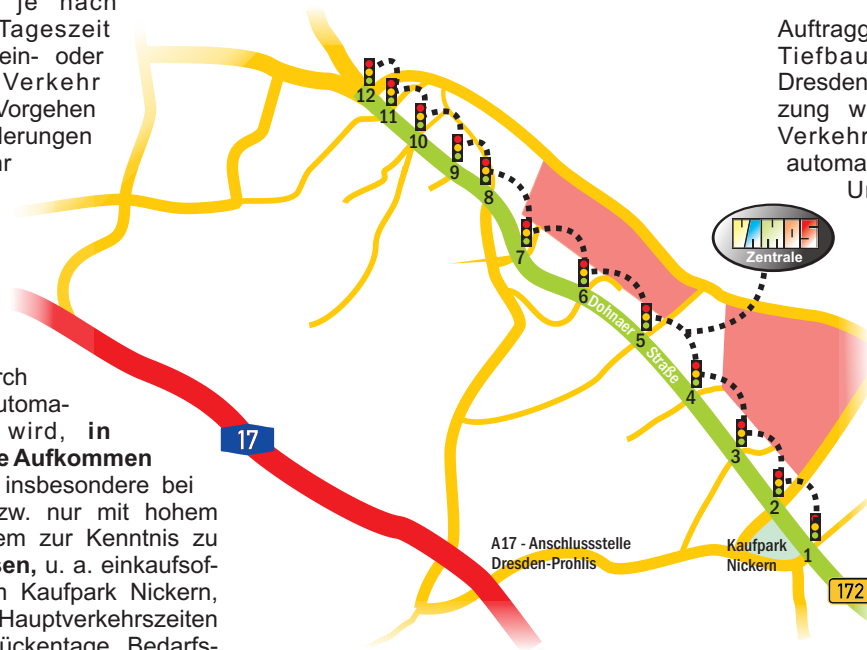 je nach
Tageszeit
ein- oder
Verkehr
Vorgehen
Auftragg
Tiefbau
Dresden
zung w
Verkehr
automa
Ur
12
11
10
9
8
7
6
5
4
3
2
1
VAMOS
Zentrale
Dohnaer Straße
17
rch
utoma-
wird, in
e Aufkommen
insbesondere bei
zw. nur mit hohem
em zur Kenntnis zu
sen, u. a. einkaufsof-
Kaufpark Nickern,
Hauptverkehrszeiten
ückentage, Bedarfs-
A17 - Anschlussstelle
Dresden-Prohlis
Kaufpark
Nickern
172